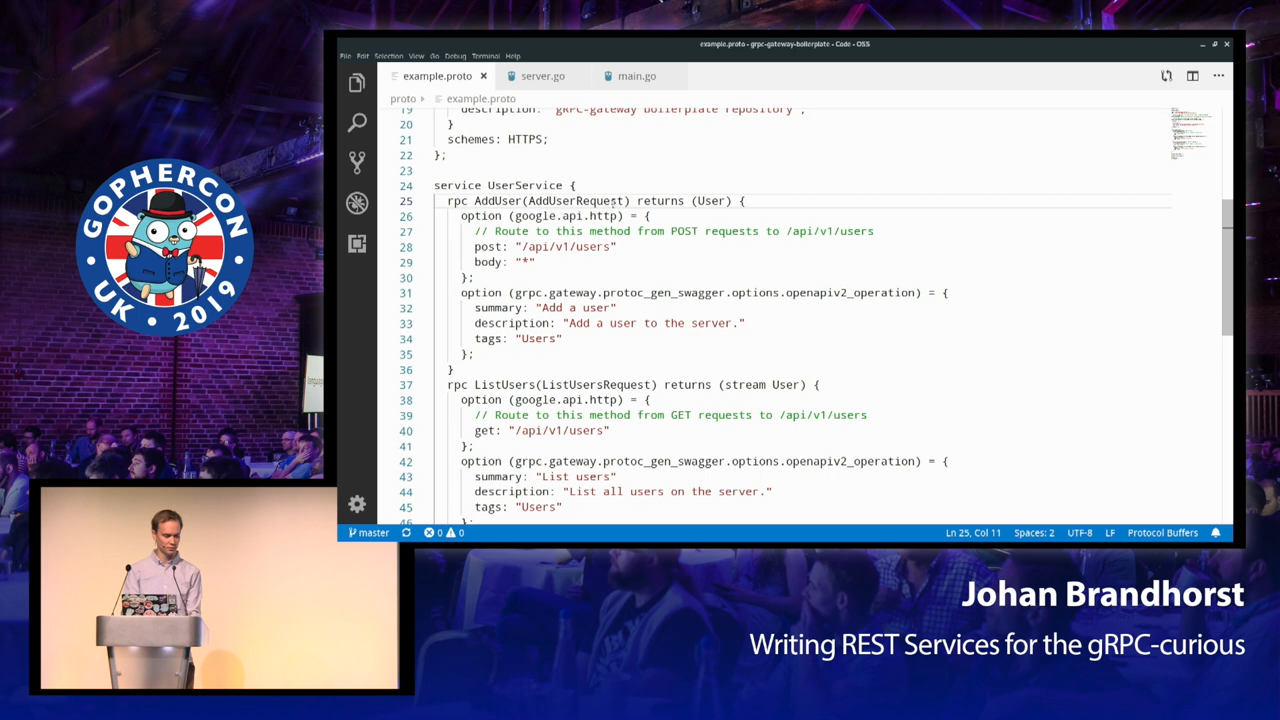 GOPHERCON
UK • 2019
example.proto - grpc-gateway-boilerplate - Code - OSS
File Edit Selection View Go Debug Terminal Help
example.proto × server.go main.go
proto › example.proto
19 description: "gRPC-gateway boilerplate repository",
20 }
21 schemes: HTTPS;
22 };
23
24 service UserService {
25 rpc AddUser(AddUserRequest) returns (User) {
26 option (google.api.http) = {
27 // Route to this method from POST requests to /api/v1/users
28 post: "/api/v1/users"
29 body: "*"
30 };
31 option (grpc.gateway.protoc_gen_swagger.options.openapiv2_operation) = {
32 summary: "Add a user"
33 description: "Add a user to the server."
34 tags: "Users"
35 };
36 }
37 rpc ListUsers(ListUsersRequest) returns (stream User) {
38 option (google.api.http) = {
39 // Route to this method from GET requests to /api/v1/users
40 get: "/api/v1/users"
41 };
42 option (grpc.gateway.protoc_gen_swagger.options.openapiv2_operation) = {
43 summary: "List users"
44 description: "List all users on the server."
45 tags: "Users"
46 };
master 0 0 Ln 25, Col 11 Spaces: 2 UTF-8 LF Protocol Buffers
Johan Brandhorst
Writing REST Services for the gRPC-curious